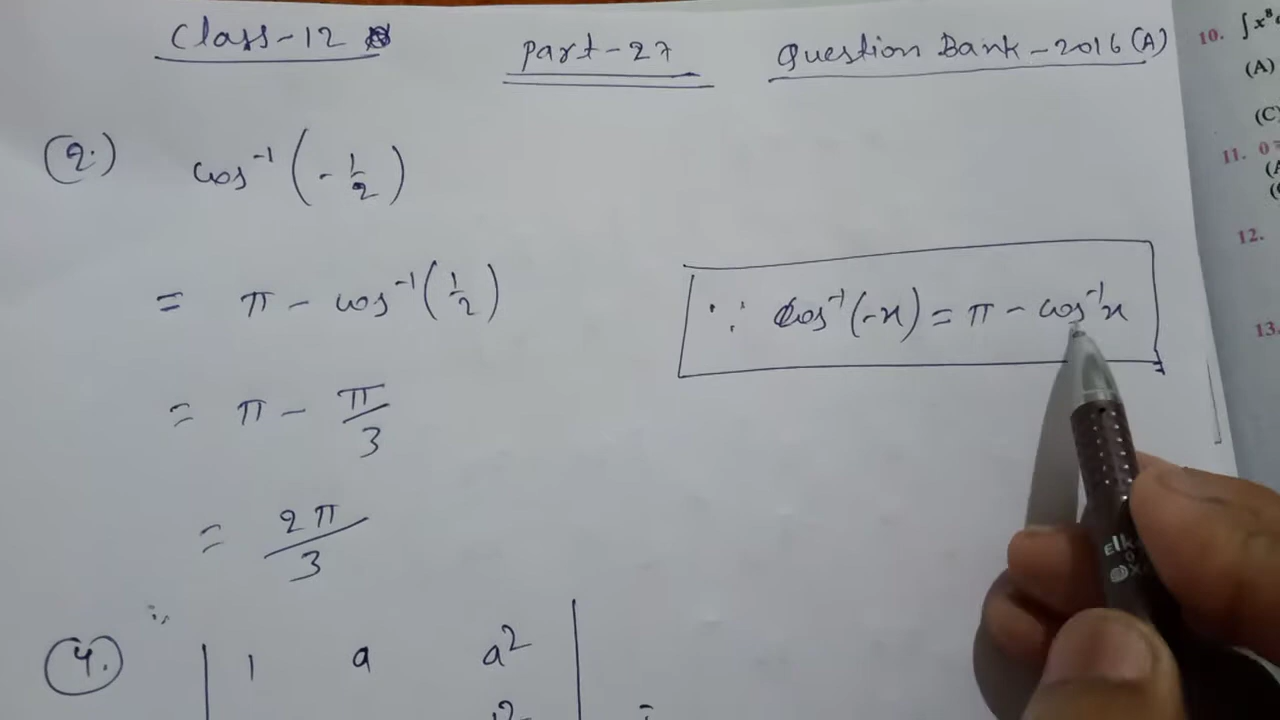 Class-12
Part-27
Question Bank-2016(A)
(2.) cos⁻¹(-1/2)
= π - cos⁻¹(1/2)
∵ Cos⁻¹(-x) = π - cos⁻¹x
= π - π/3
= 2π/3
(4.) | 1 a a² |
10. ∫x⁸
(A)
(C)
11. 0
(A
12.
13.